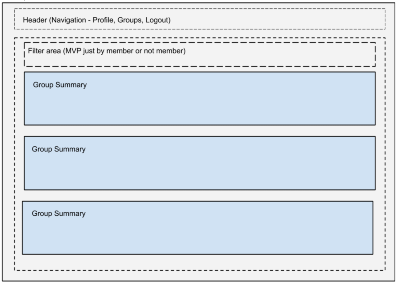 Header (Navigation - Profile, Groups, Logout)
Filter area (MVP just by member or not member)
Group Summary
Group Summary
Group Summary